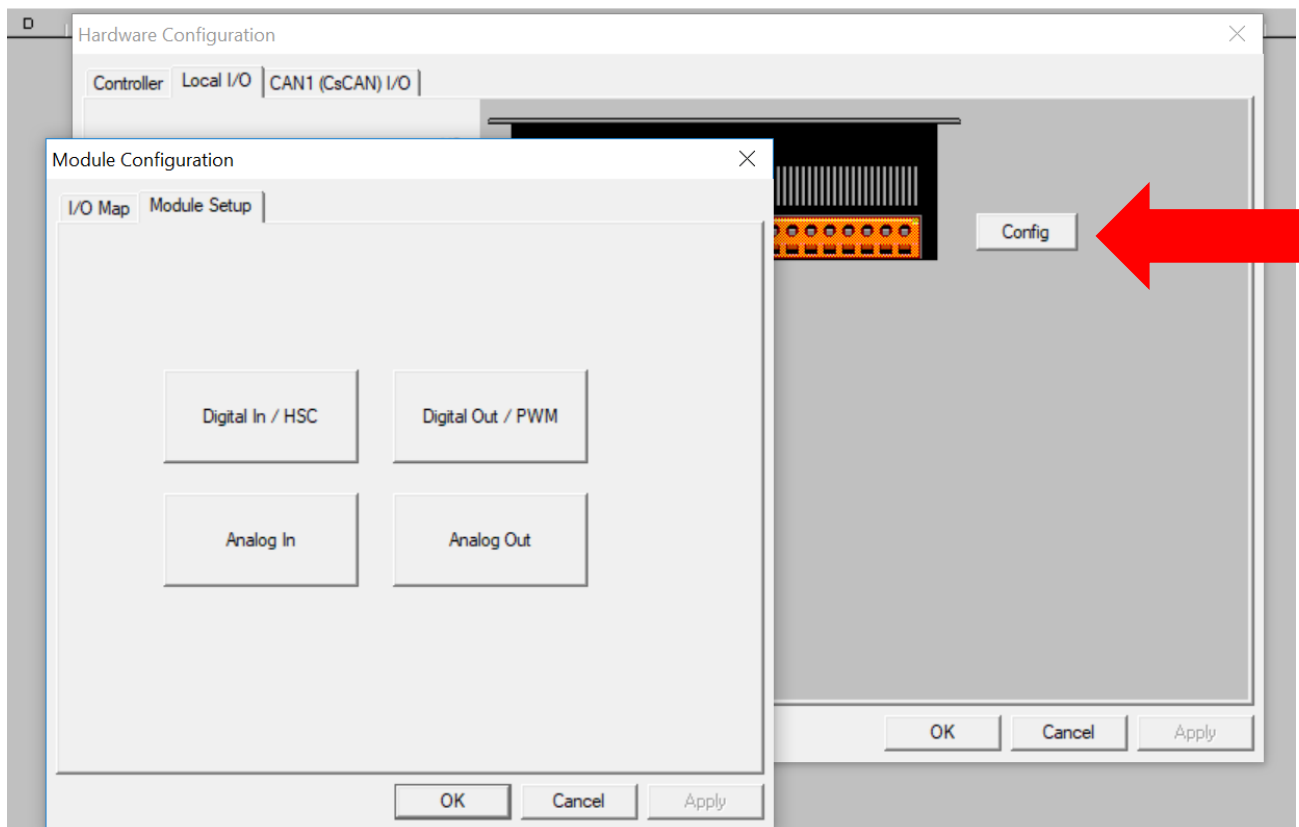 D
Hardware Configuration
Controller Local I/O CAN1 (CsCAN) I/O
Module Configuration
I/O Map Module Setup
Config
Digital In / HSC Digital Out / PWM
Analog In Analog Out
OK Cancel Apply
OK Cancel Apply